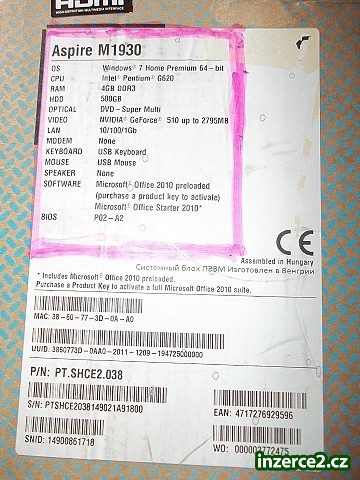 HDMI
HIGH-DEFINITION MULTIMEDIA INTERFACE
Aspire M1930
OS Windows® 7 Home Premium 64-bit
CPU Intel® Pentium® G620
RAM 4GB DDR3
HDD 500GB
OPTICAL DVD-Super Multi
VIDEO NVIDIA® GeForce® 510 up to 2795MB
LAN 10/100/1Gb
MODEM None
KEYBOARD USB Keyboard
MOUSE USB Mouse
SPEAKER None
SOFTWARE Microsoft® Office 2010 preloaded
(purchase a product key to activate)
Microsoft® Office Starter 2010*
BIOS P02-A2
CE
Assembled in Hungary
Системный блок ПЭВМ Изготовлен в Венгрии
* Includes Microsoft® Office 2010 preloaded.
Purchase a Product Key to activate a full Microsoft Office 2010 suite.
MAC: 38-60-77-3D-0A-A0
UUID: 3860773D-0AA0-2011-1209-194725000000
P/N: PT.SHCE2.038
S/N: PTSHCE2038149021A91800
EAN: 4717276929596
SNID: 14900861718
WO: 000002772475
inzerce2.cz